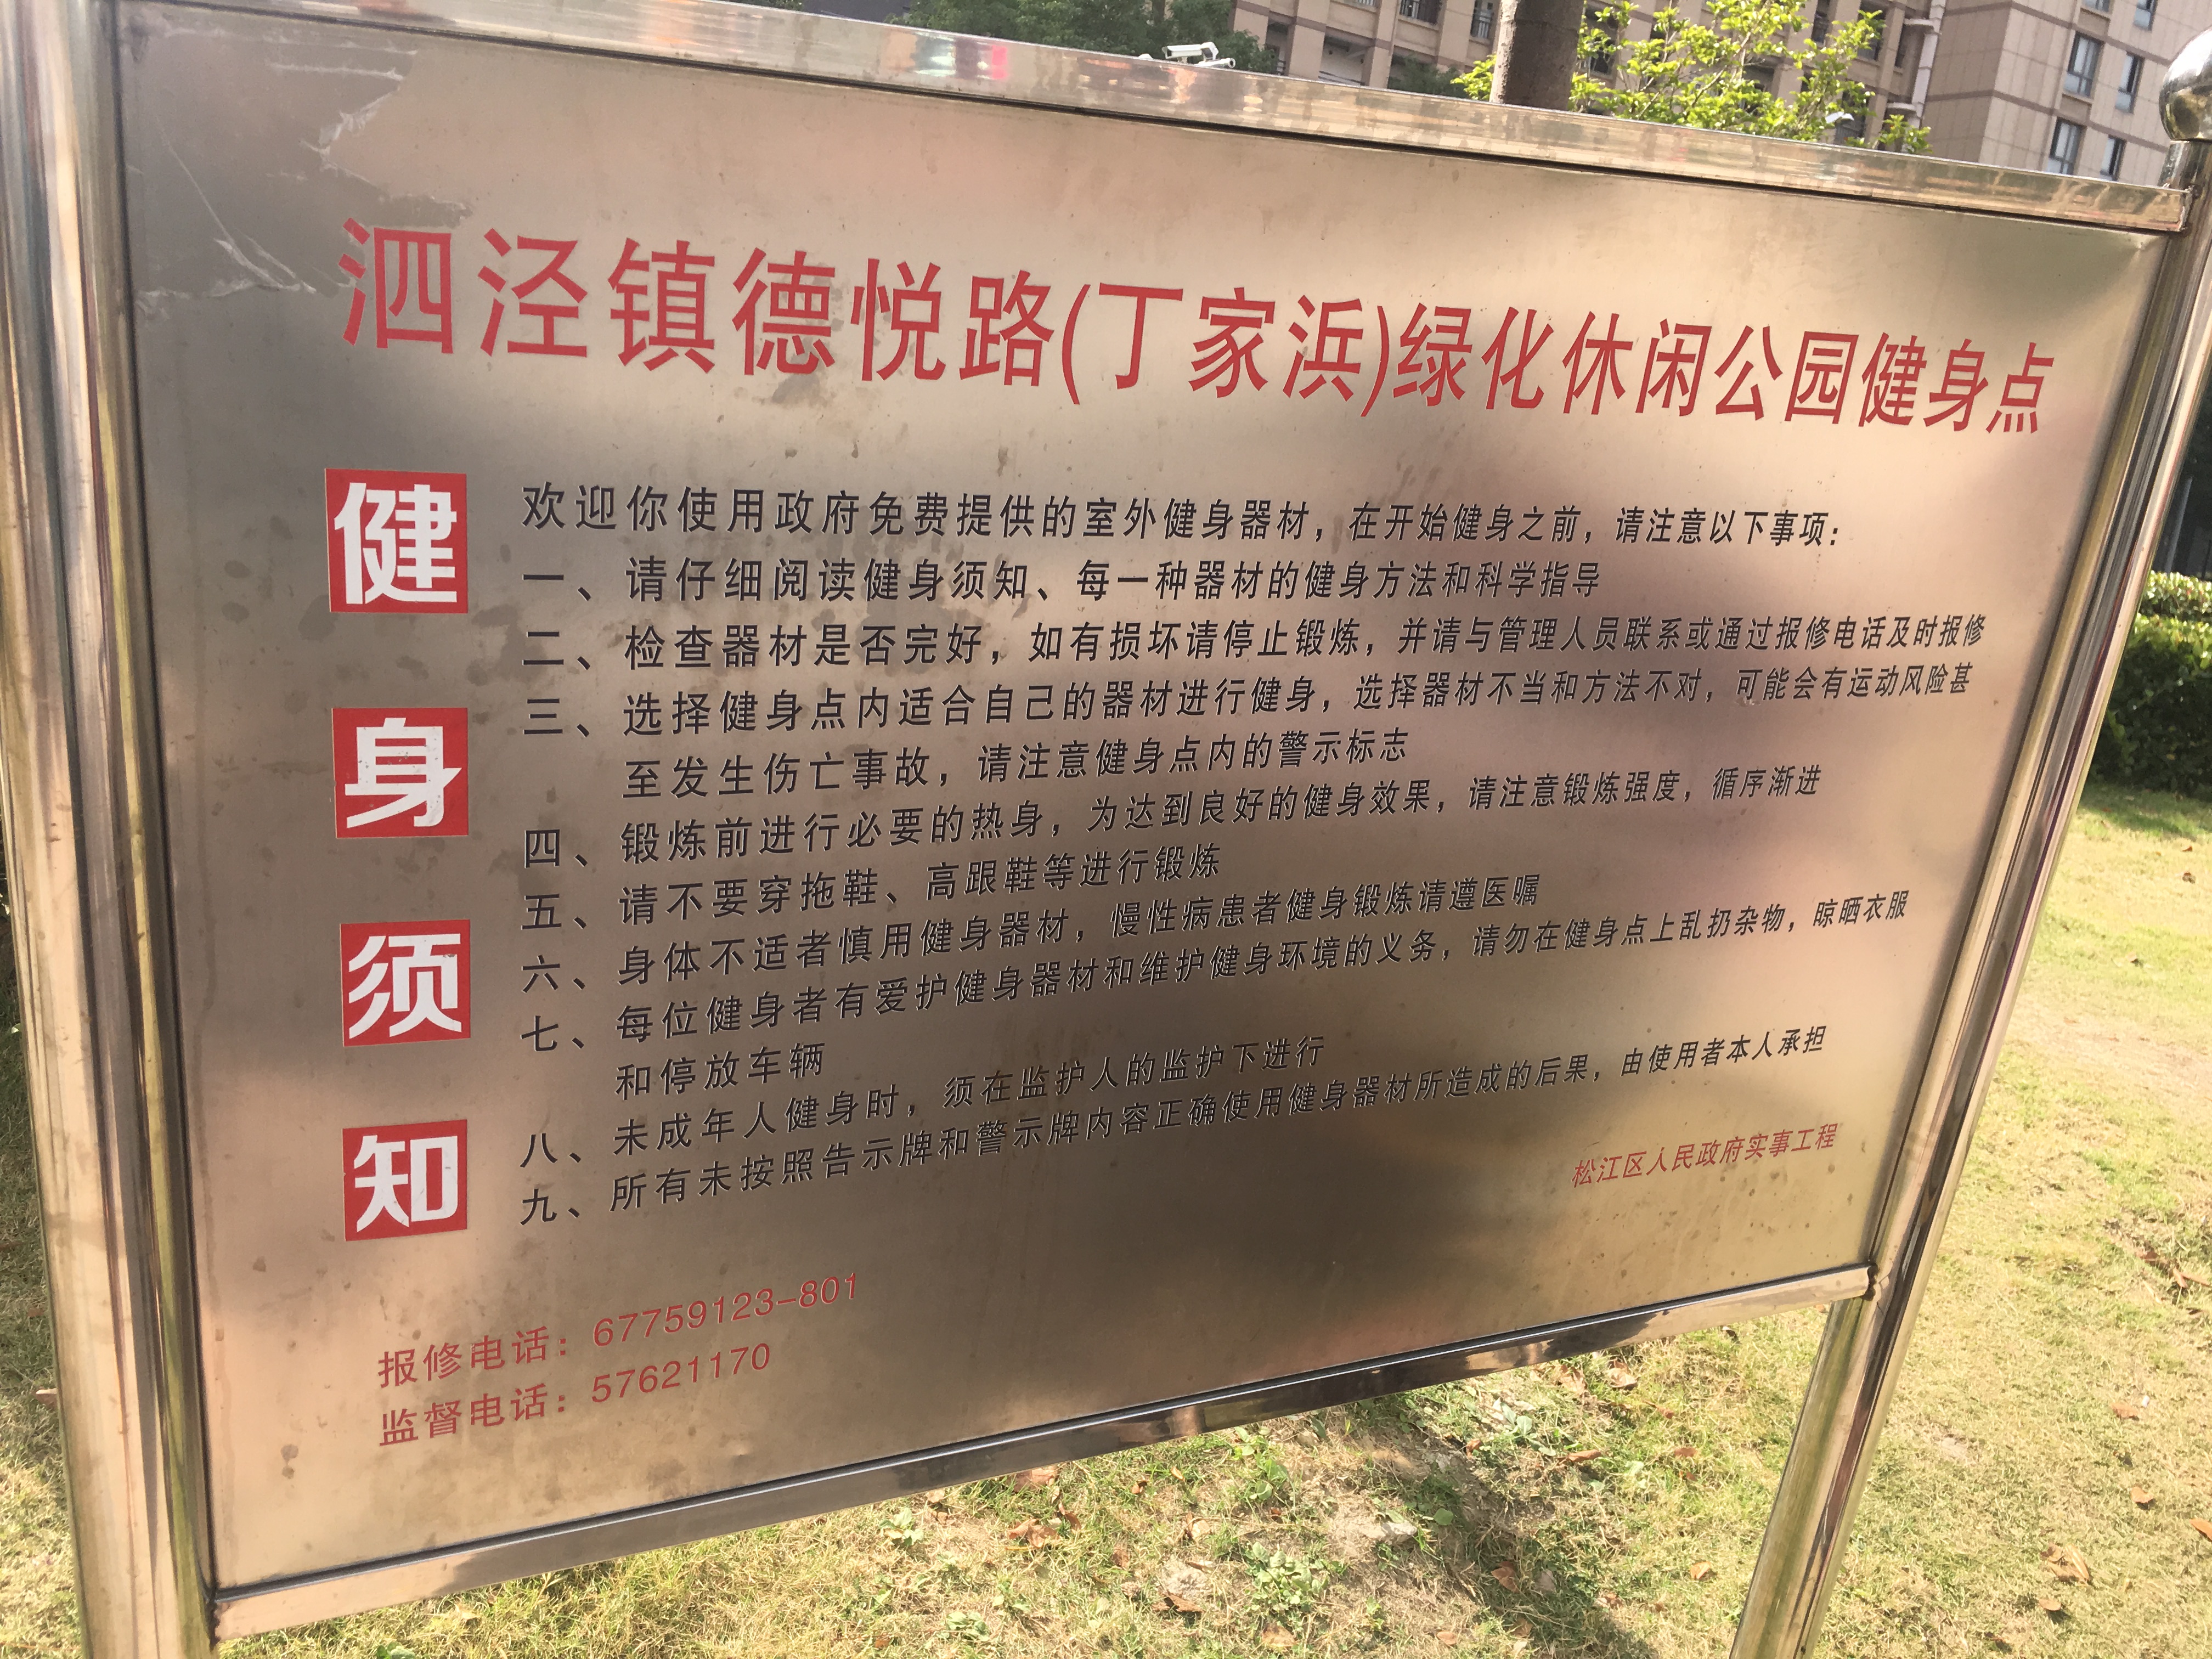 泗泾镇德悦路(丁家浜)绿化休闲公园健身点
健身须知
欢迎你使用政府免费提供的室外健身器材，在开始健身之前，请注意以下事项：
一、请仔细阅读健身须知、每一种器材的健身方法和科学指导
二、检查器材是否完好，如有损坏请停止锻炼，并请与管理人员联系或通过报修电话及时报修
三、选择健身点内适合自己的器材进行健身，选择器材不当和方法不对，可能会有运动风险甚
至发生伤亡事故，请注意健身点内的警示标志
四、锻炼前进行必要的热身，为达到良好的健身效果，请注意锻炼强度，循序渐进
五、请不要穿拖鞋、高跟鞋等进行锻炼
六、身体不适者慎用健身器材，慢性病患者健身锻炼请遵医嘱
七、每位健身者有爱护健身器材和维护健身环境的义务，请勿在健身点上乱扔杂物，晾晒衣服
和停放车辆
八、未成年人健身时，须在监护人的监护下进行
九、所有未按照告示牌和警示牌内容正确使用健身器材所造成的后果，由使用者本人承担
松江区人民政府实事工程
报修电话：67759123-801
监督电话：57621170